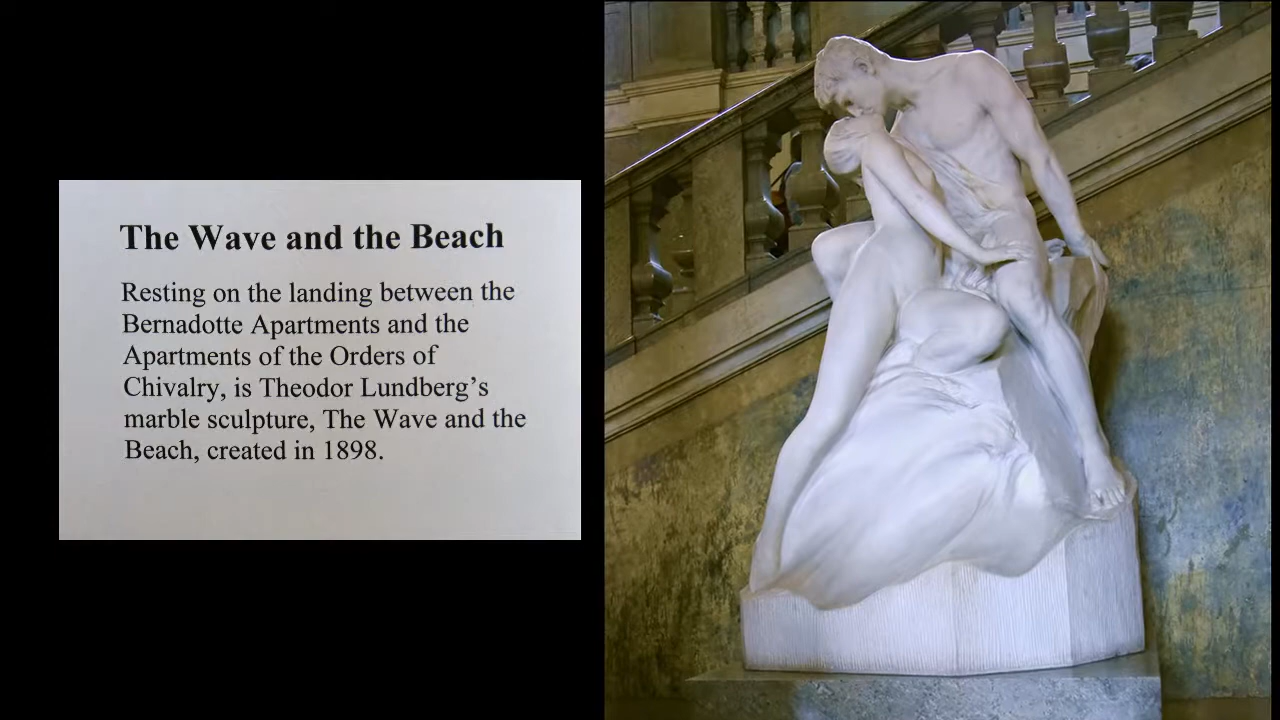 The Wave and the Beach
Resting on the landing between the
Bernadotte Apartments and the
Apartments of the Orders of
Chivalry, is Theodor Lundberg’s
marble sculpture, The Wave and the
Beach, created in 1898.